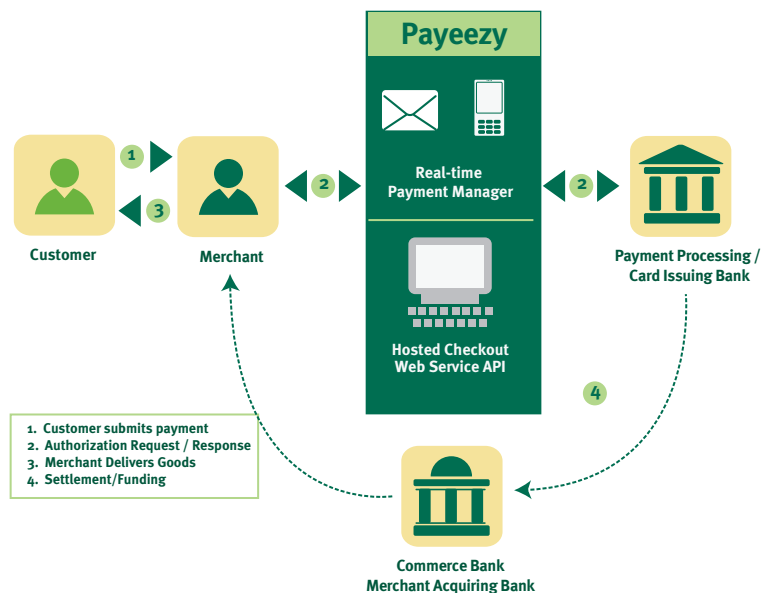 Payeezy
Real-time
Payment Manager
1
2
2
3
Customer
Merchant
Payment Processing /
Card Issuing Bank
Hosted Checkout
Web Service API
4
1. Customer submits payment
2. Authorization Request / Response
3. Merchant Delivers Goods
4. Settlement/Funding
Commerce Bank
Merchant Acquiring Bank